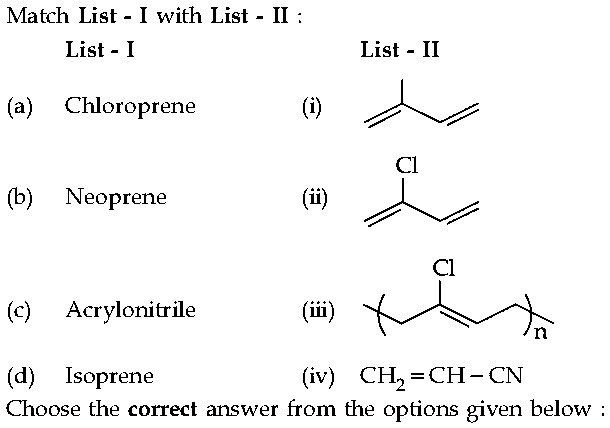 Match List - I with List - II :
List - I List - II
(a) Chloroprene (i)
Cl
(b) Neoprene (ii)
Cl
(c) Acrylonitrile (iii) n
(d) Isoprene (iv) CH₂ = CH – CN
Choose the correct answer from the options given below :